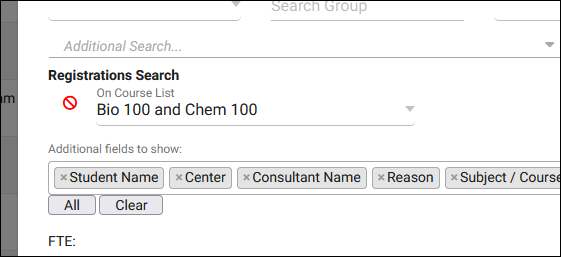 Search Group
Additional Search...
Registrations Search
On Course List
am
Bio 100 and Chem 100
Additional fields to show:
× Student Name × Center × Consultant Name × Reason × Subject / Course
All Clear
FTE: